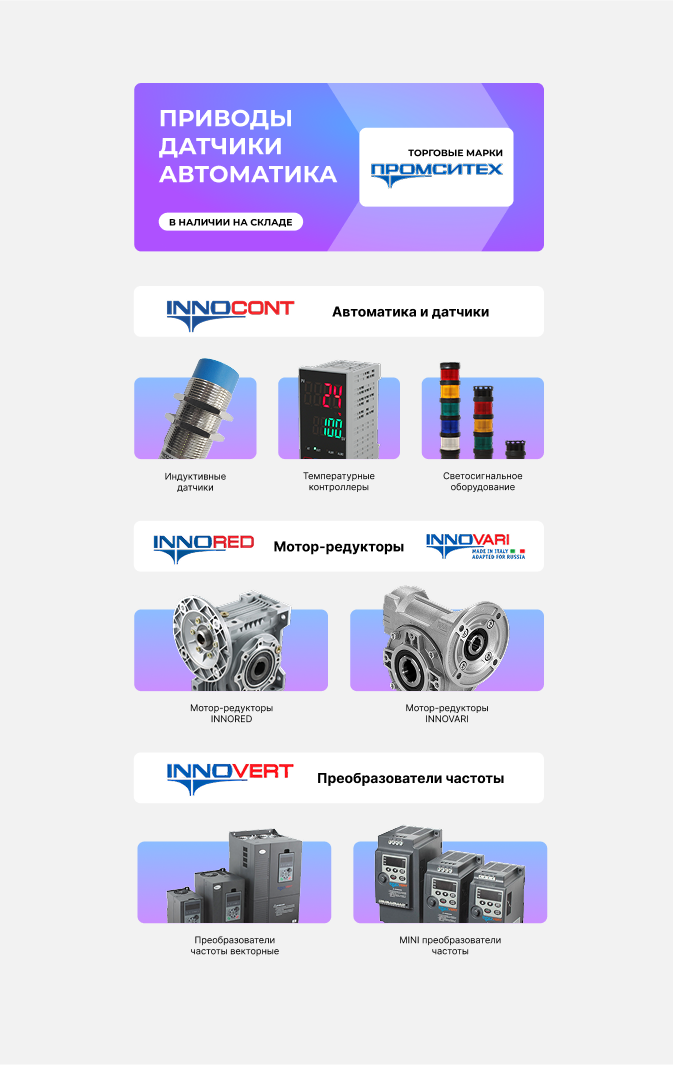 ПРИВОДЫ
ДАТЧИКИ
АВТОМАТИКА
В НАЛИЧИИ НА СКЛАДЕ
ТОРГОВЫЕ МАРКИ
ПРОМСИТЕХ
INNOCONT
Автоматика и датчики
24
100
Индуктивные
датчики
Температурные
контроллеры
Светосигнальное
оборудование
INNORED
Мотор-редукторы
INNOVARI
MADE IN ITALY
ADAPTED FOR RUSSIA
Мотор-редукторы
INNORED
Мотор-редукторы
INNOVARI
INNOVERT
Преобразователи частоты
Преобразователи
частоты векторные
MINI преобразователи
частоты